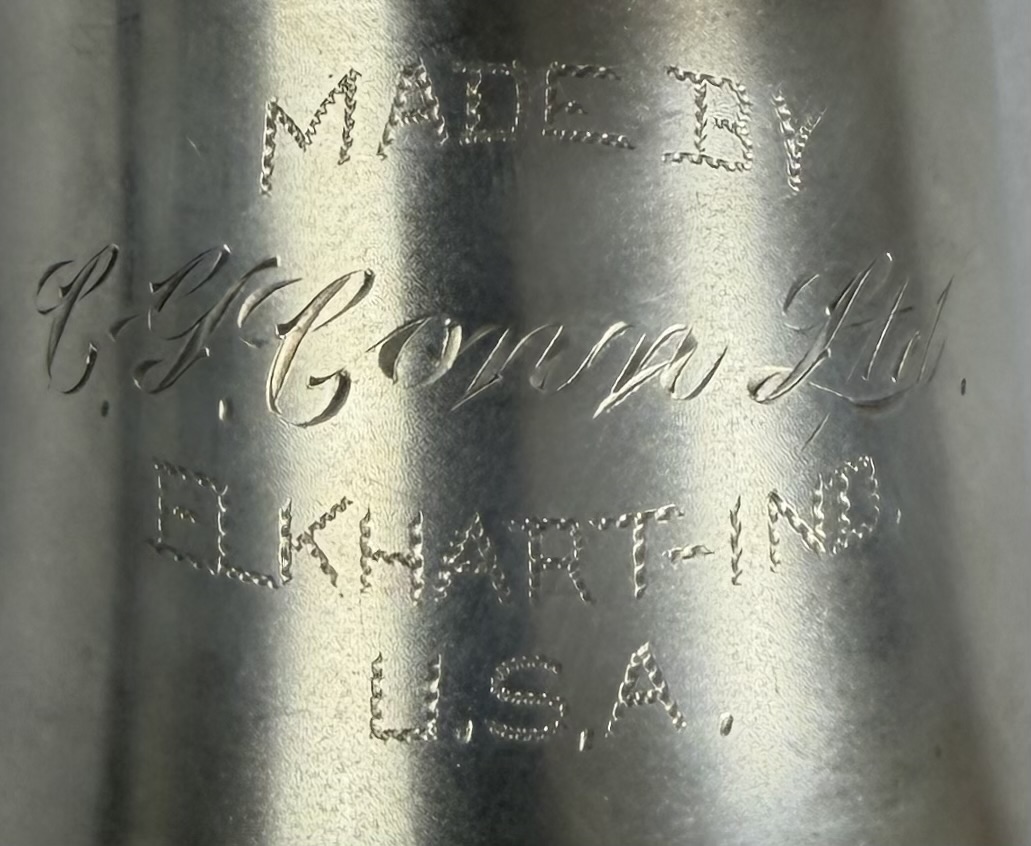 MADE BY
C.G. Conn Ltd.
ELKHART-IND.
U.S.A.